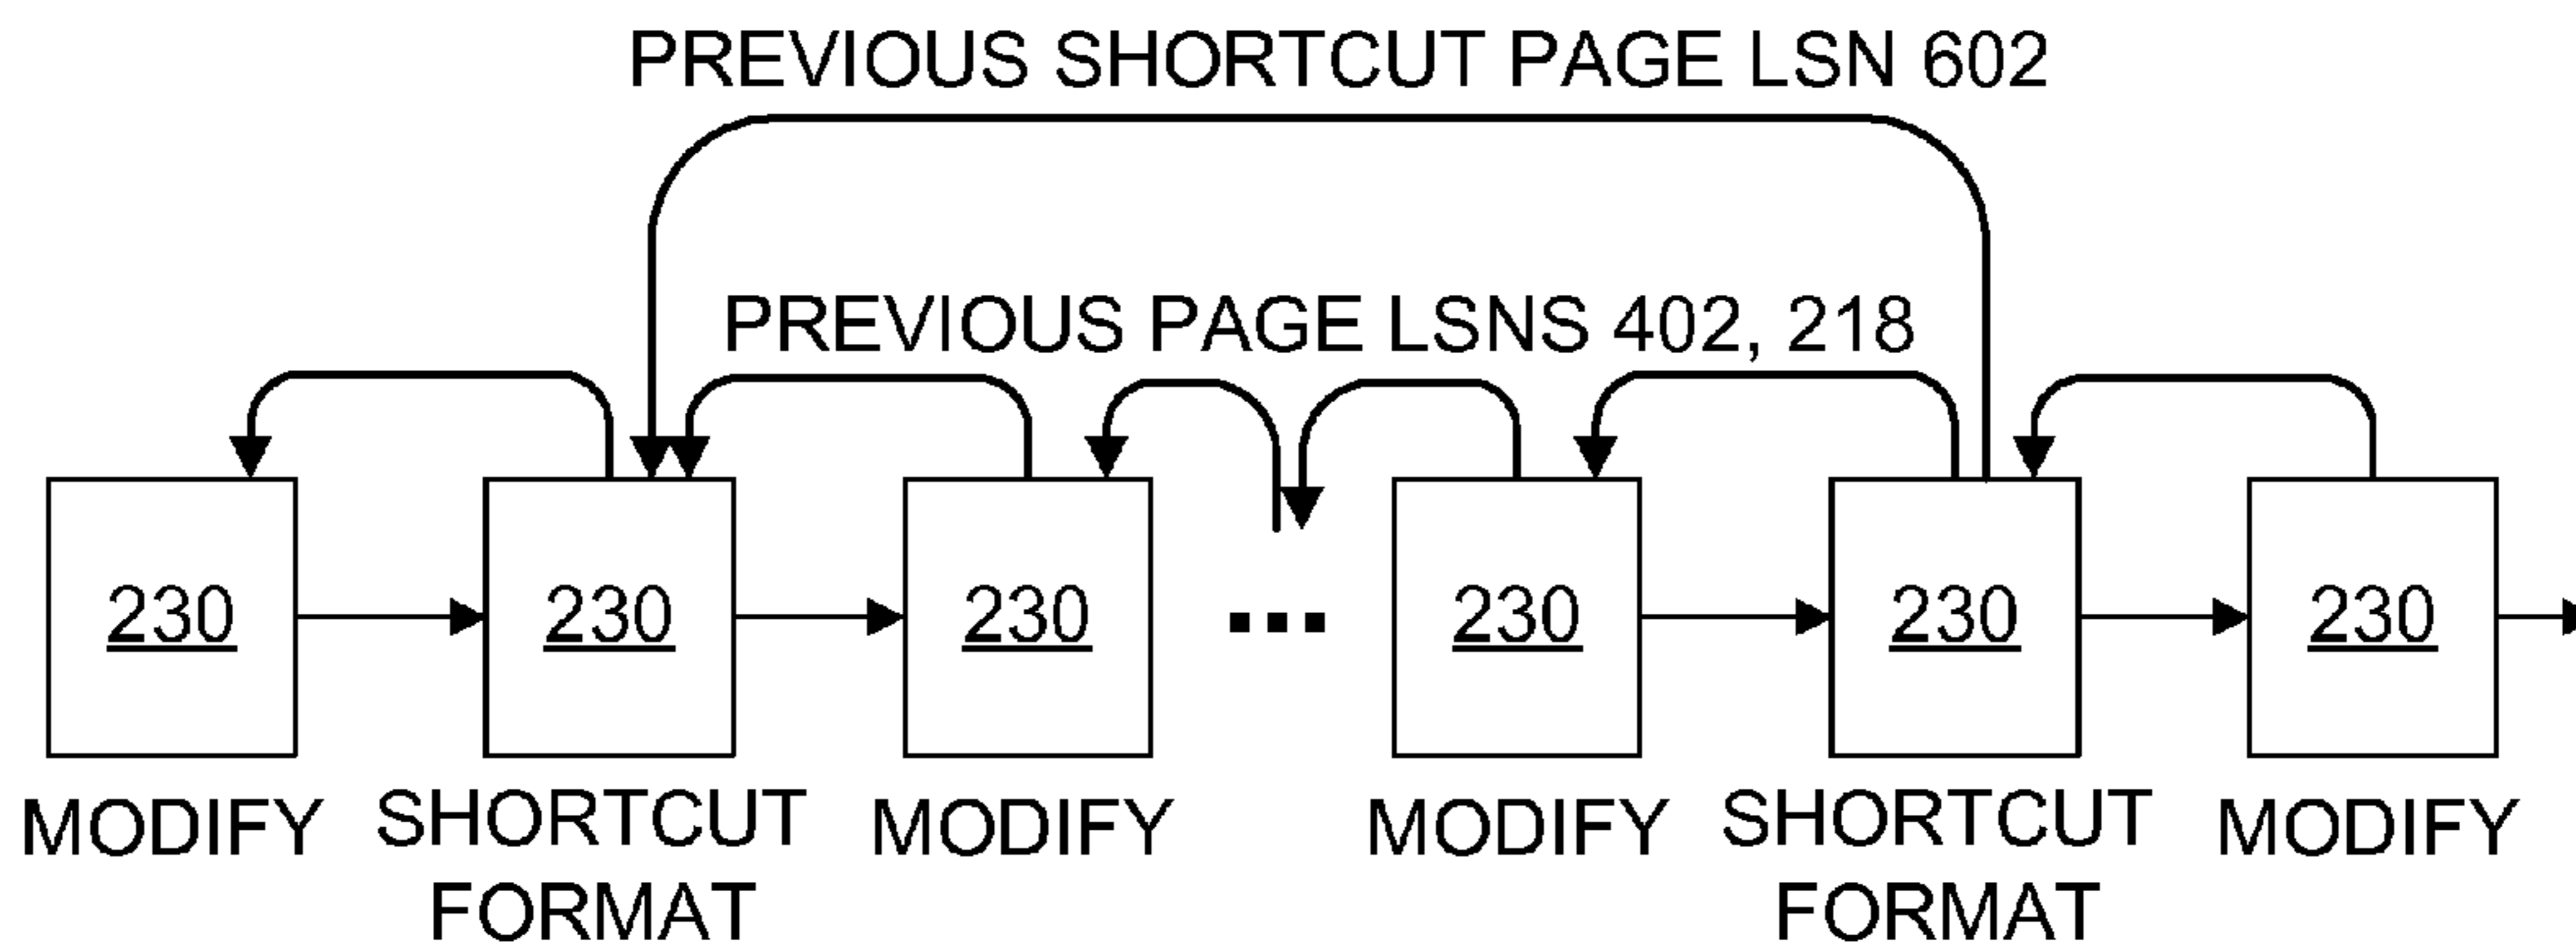 PREVIOUS SHORTCUT PAGE LSN 602
PREVIOUS PAGE LSNS 402, 218
230 230 230 ... 230 230 230
MODIFY SHORTCUT MODIFY MODIFY SHORTCUT MODIFY
FORMAT FORMAT